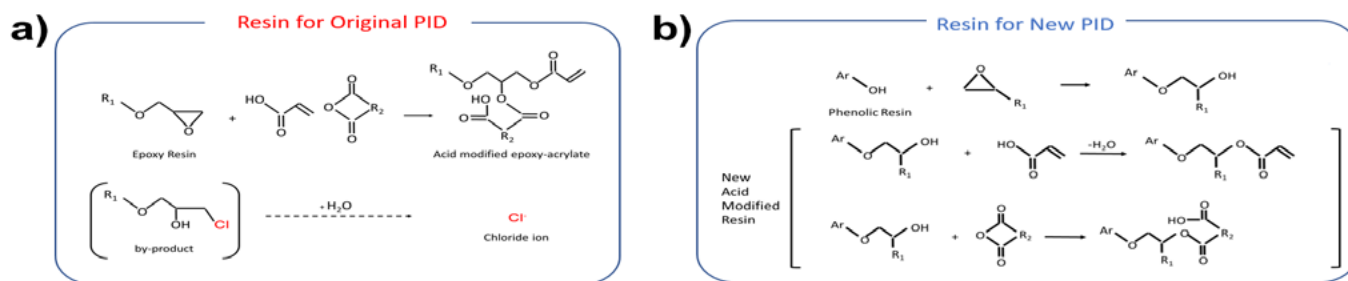 a)
Resin for Original PID
R1
O
O
+
HO
O
O
O
O
R2
R1
O
O
O
HO
O
O
O
R2
Epoxy Resin
Acid modified epoxy-acrylate
R1
O
OH
Cl
by-product
+H2O
Cl-
Chloride ion
b)
Resin for New PID
Ar
OH
Phenolic Resin
+
O
R1
Ar
O
OH
R1
New
Acid
Modified
Resin
Ar
O
OH
R1
+
HO
O
-H2O
Ar
O
O
R1
O
Ar
O
OH
R1
+
O
O
O
R2
Ar
O
O
R1
HO
O
O
R2